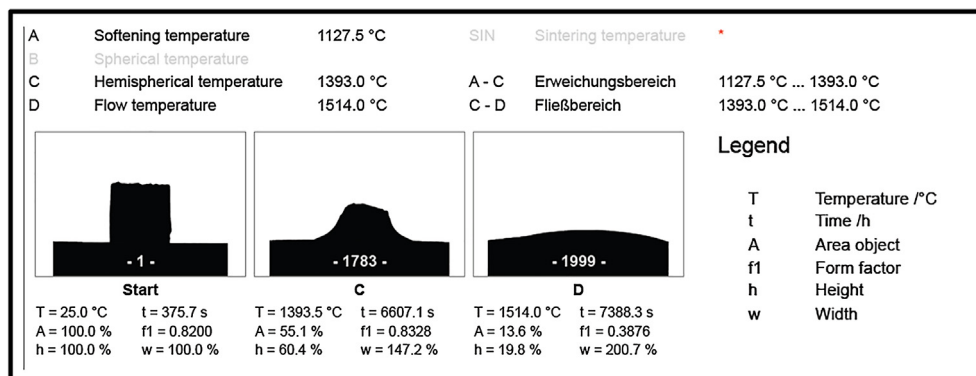 A Softening temperature 1127.5 °C SIN Sintering temperature *
B Spherical temperature
C Hemispherical temperature 1393.0 °C A - C Erweichungsbereich 1127.5 °C ... 1393.0 °C
D Flow temperature 1514.0 °C C - D Fließbereich 1393.0 °C ... 1514.0 °C
Legend
T Temperature /°C
t Time /h
A Area object
f1 Form factor
h Height
w Width
- 1 - - 1783 - - 1999 -
Start C D
T = 25.0 °C t = 375.7 s T = 1393.5 °C t = 6607.1 s T = 1514.0 °C t = 7388.3 s
A = 100.0 % f1 = 0.8200 A = 55.1 % f1 = 0.8328 A = 13.6 % f1 = 0.3876
h = 100.0 % w = 100.0 % h = 60.4 % w = 147.2 % h = 19.8 % w = 200.7 %